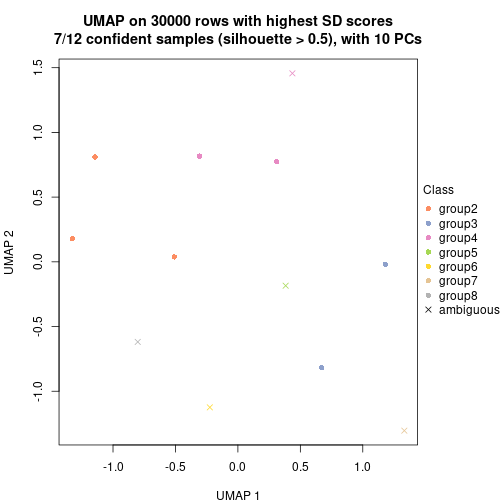 UMAP on 30000 rows with highest SD scores
7/12 confident samples (silhouette > 0.5), with 10 PCs
1.5
1.0
0.5
0.0
-0.5
-1.0
UMAP 2
-1.0
-0.5
0.0
0.5
1.0
UMAP 1
Class
group2
group3
group4
group5
group6
group7
group8
ambiguous